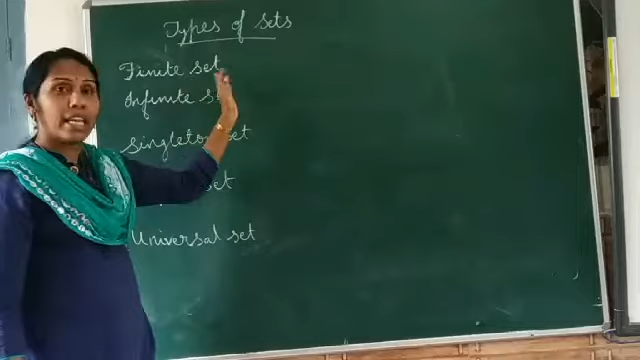 Types of Sets
Finite set
Infinite
Singleton set
set
Universal set